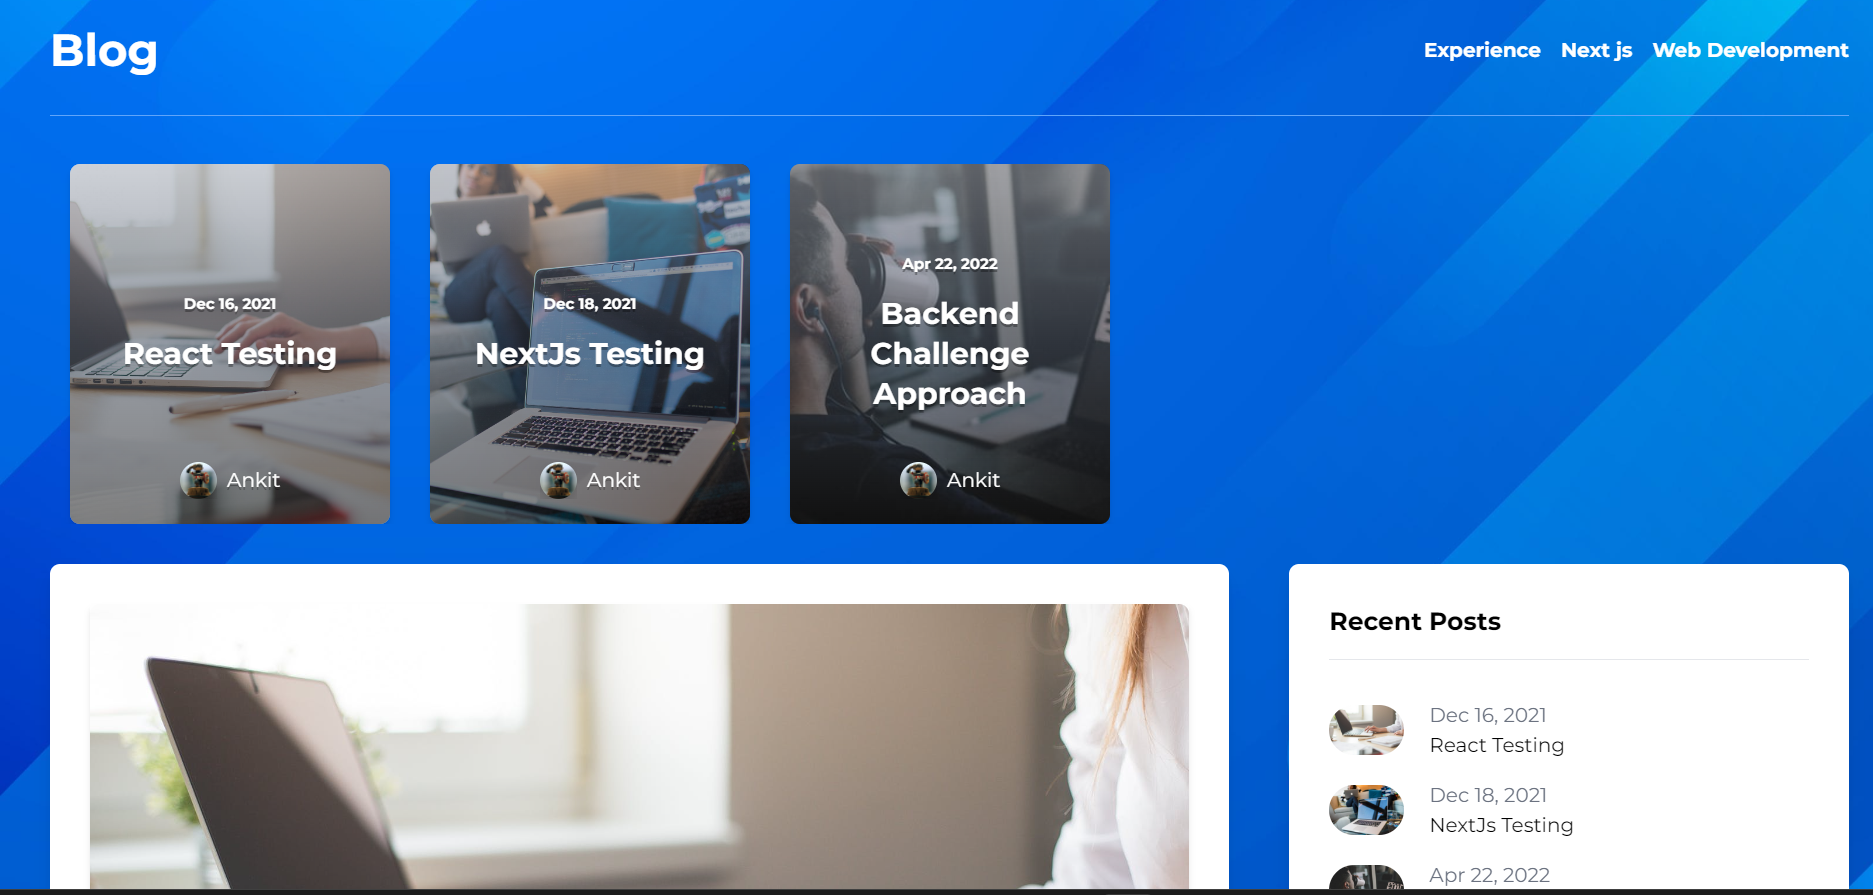 Blog
Experience Next js Web Development
Dec 16, 2021
React Testing
Ankit
Dec 18, 2021
NextJs Testing
Ankit
Apr 22, 2022
Backend
Challenge
Approach
Ankit
Recent Posts
Dec 16, 2021
React Testing
Dec 18, 2021
NextJs Testing
Apr 22, 2022